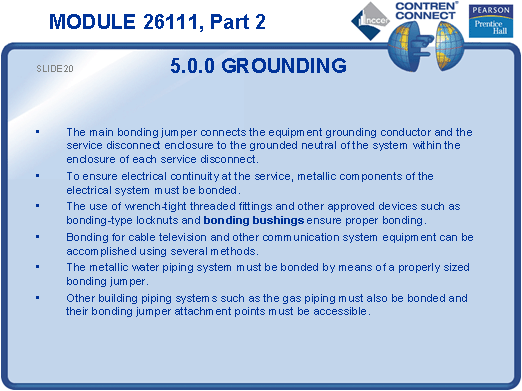 MODULE 26111, Part 2
nccer
CONTREN
CONNECT
PEARSON
Prentice
Hall
SLIDE 20
5.0.0 GROUNDING
• The main bonding jumper connects the equipment grounding conductor and the
service disconnect enclosure to the grounded neutral of the system within the
enclosure of each service disconnect.
• To ensure electrical continuity at the service, metallic components of the
electrical system must be bonded.
• The use of wrench-tight threaded fittings and other approved devices such as
bonding-type locknuts and bonding bushings ensure proper bonding.
• Bonding for cable television and other communication system equipment can be
accomplished using several methods.
• The metallic water piping system must be bonded by means of a properly sized
bonding jumper.
• Other building piping systems such as the gas piping must also be bonded and
their bonding jumper attachment points must be accessible.